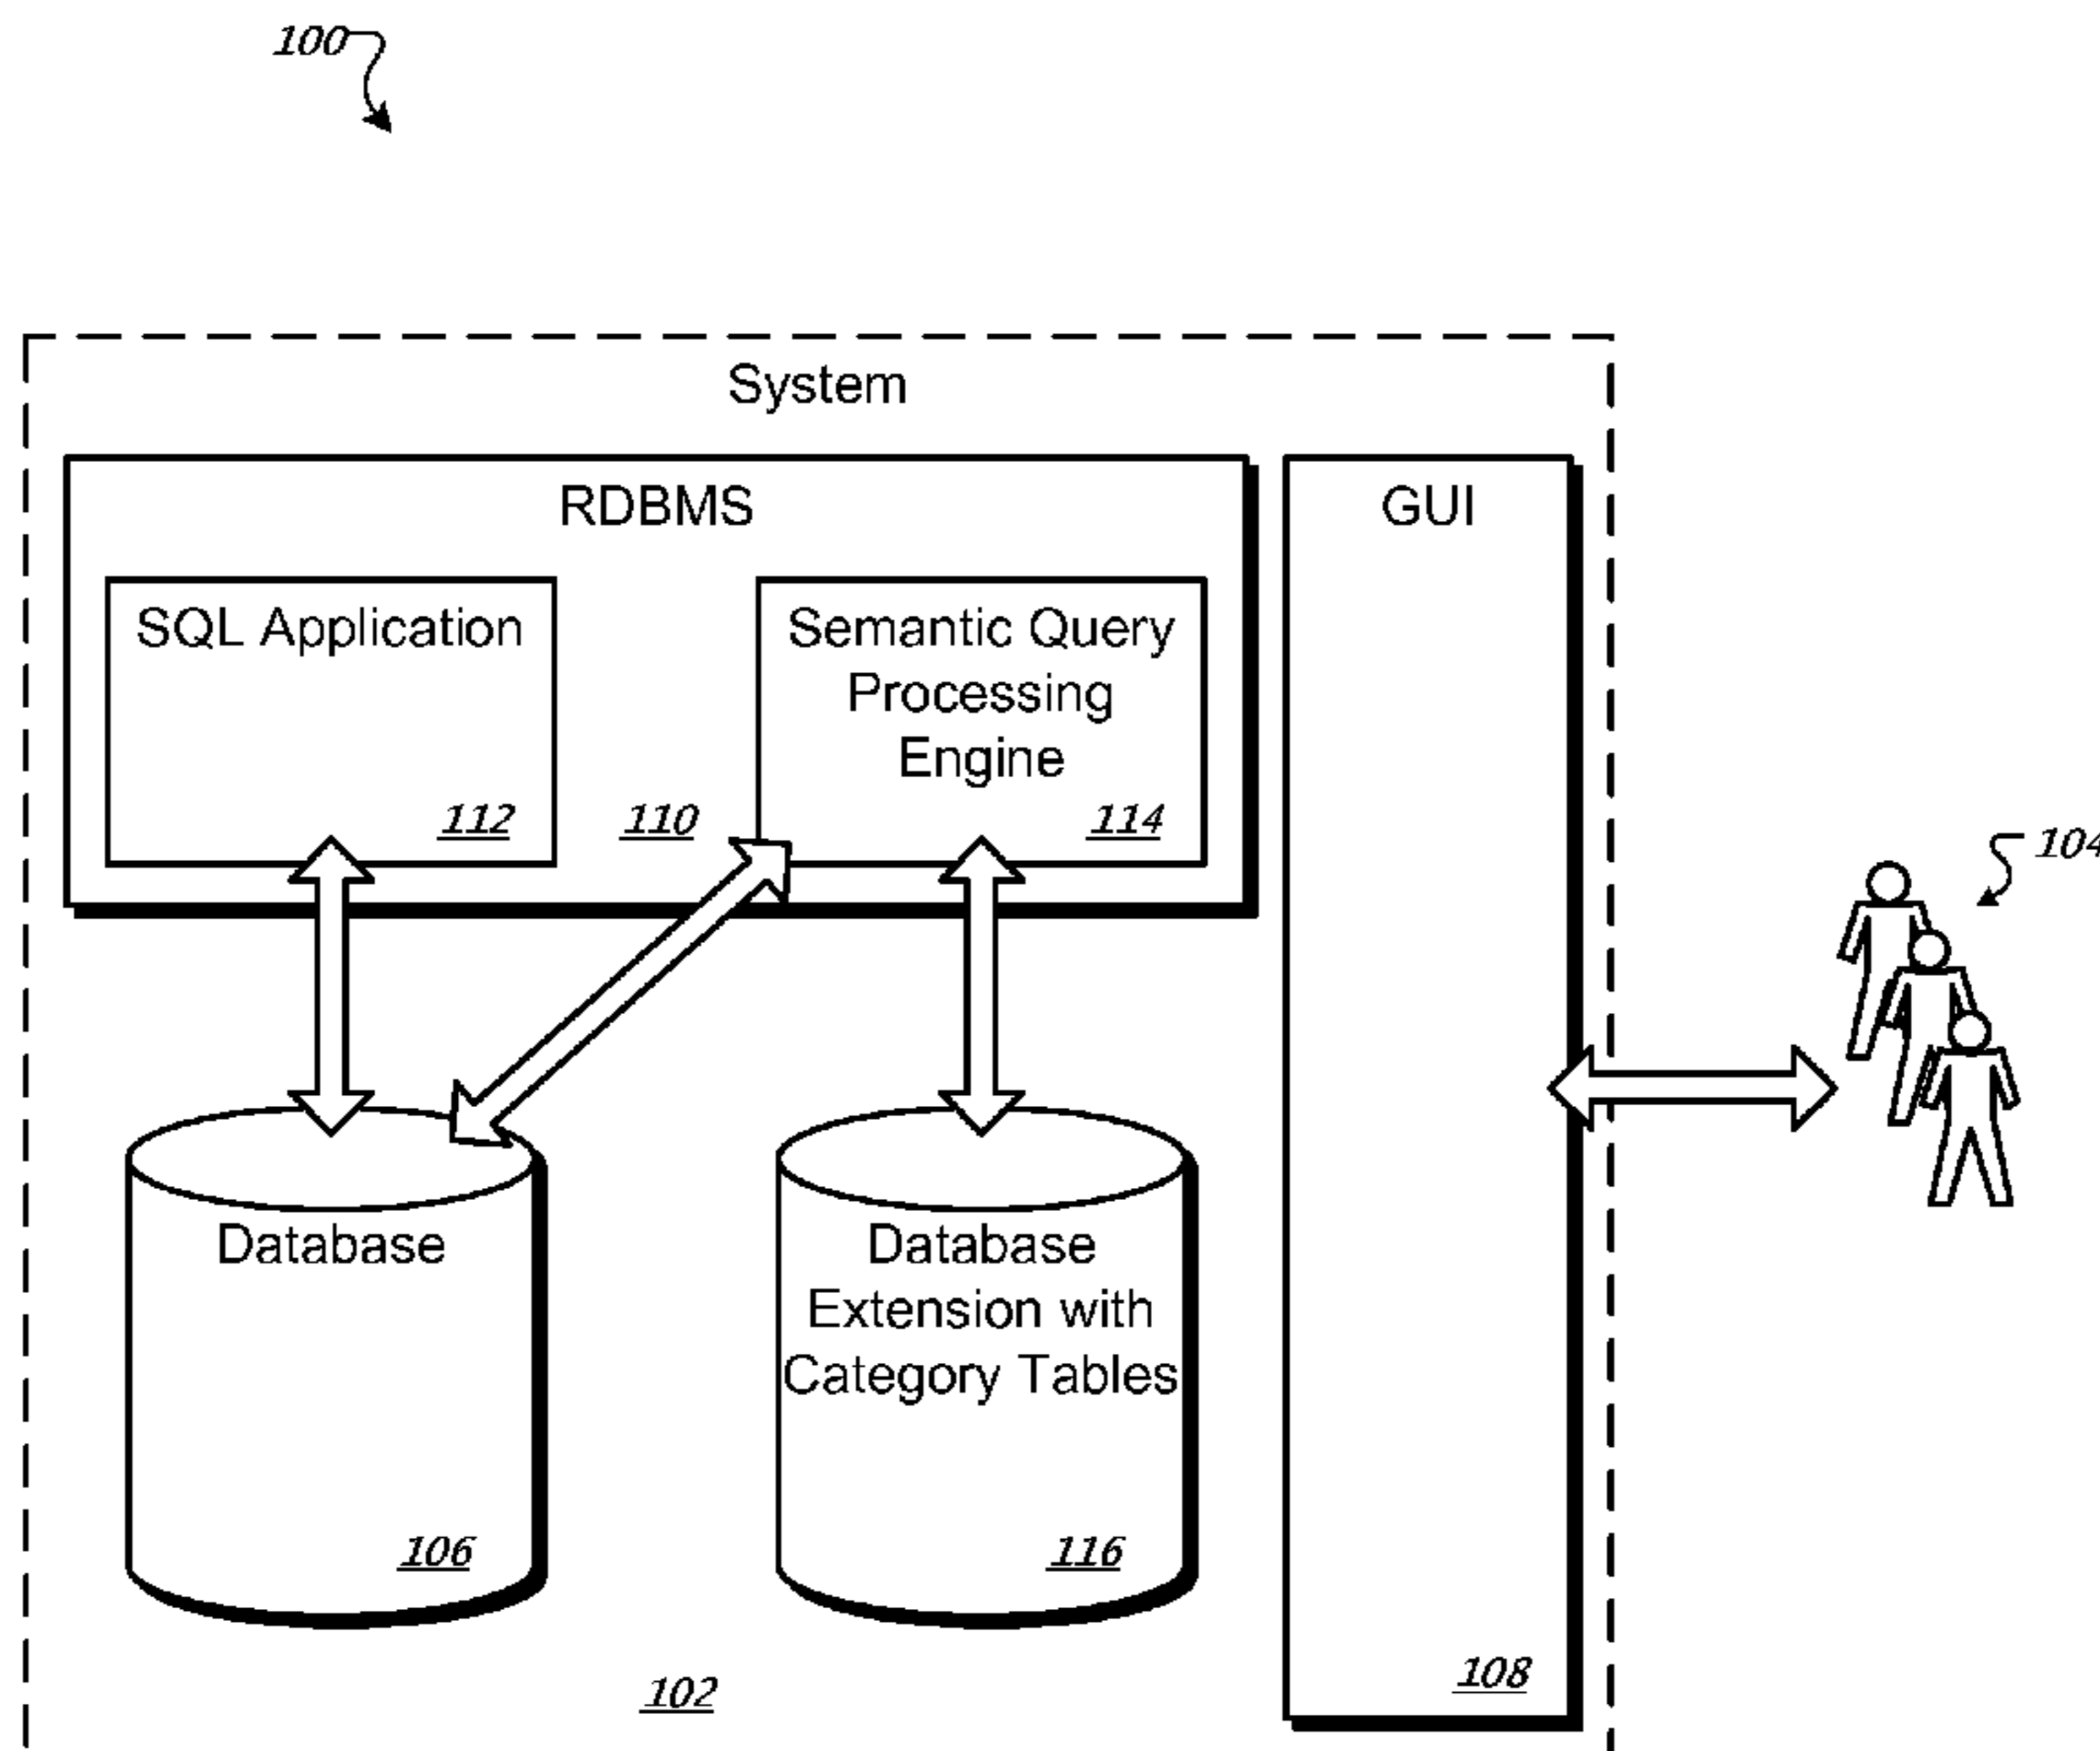 100
System
RDBMS
GUI
SQL Application
Semantic Query
Processing
Engine
112
110
114
104
Database
Database
Extension with
Category Tables
106
116
108
102